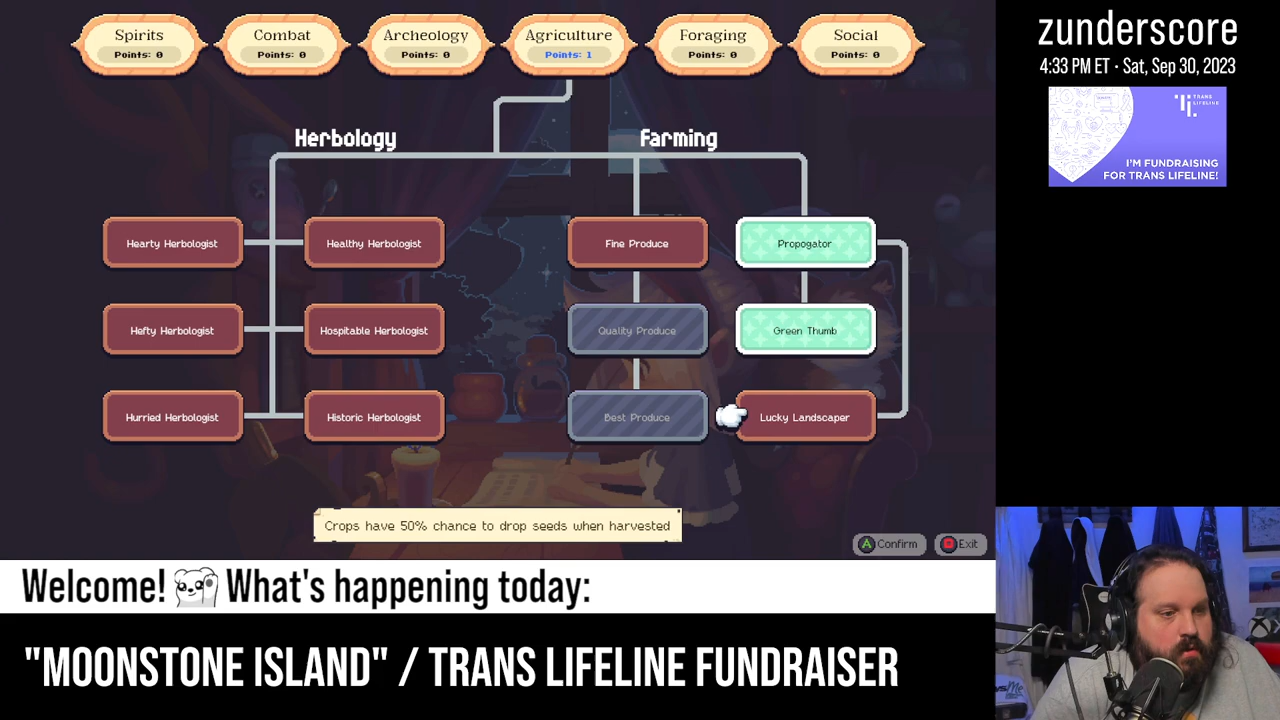 Spirits
Points: 0
Combat
Points: 0
Archeology
Points: 0
Agriculture
Points: 1
Foraging
Points: 0
Social
Points: 0
zunderscore
4:33 PM ET · Sat, Sep 30, 2023
TRANS
LIFELINE
I'M FUNDRAISING
FOR TRANS LIFELINE!
Herbology
Farming
Hearty Herbologist
Healthy Herbologist
Fine Produce
Propogator
Hefty Herbologist
Hospitable Herbologist
Quality Produce
Green Thumb
Hurried Herbologist
Historic Herbologist
Best Produce
Lucky Landscaper
Crops have 50% chance to drop seeds when harvested
A Confirm
Exit
Welcome! What's happening today:
"MOONSTONE ISLAND" / TRANS LIFELINE FUNDRAISER